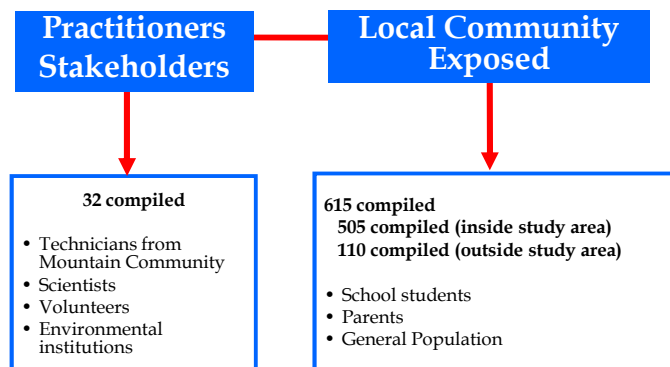 Practitioners
Stakeholders
Local Community
Exposed
32 compiled
• Technicians from
Mountain Community
• Scientists
• Volunteers
• Environmental
institutions
615 compiled
505 compiled (inside study area)
110 compiled (outside study area)
• School students
• Parents
• General Population